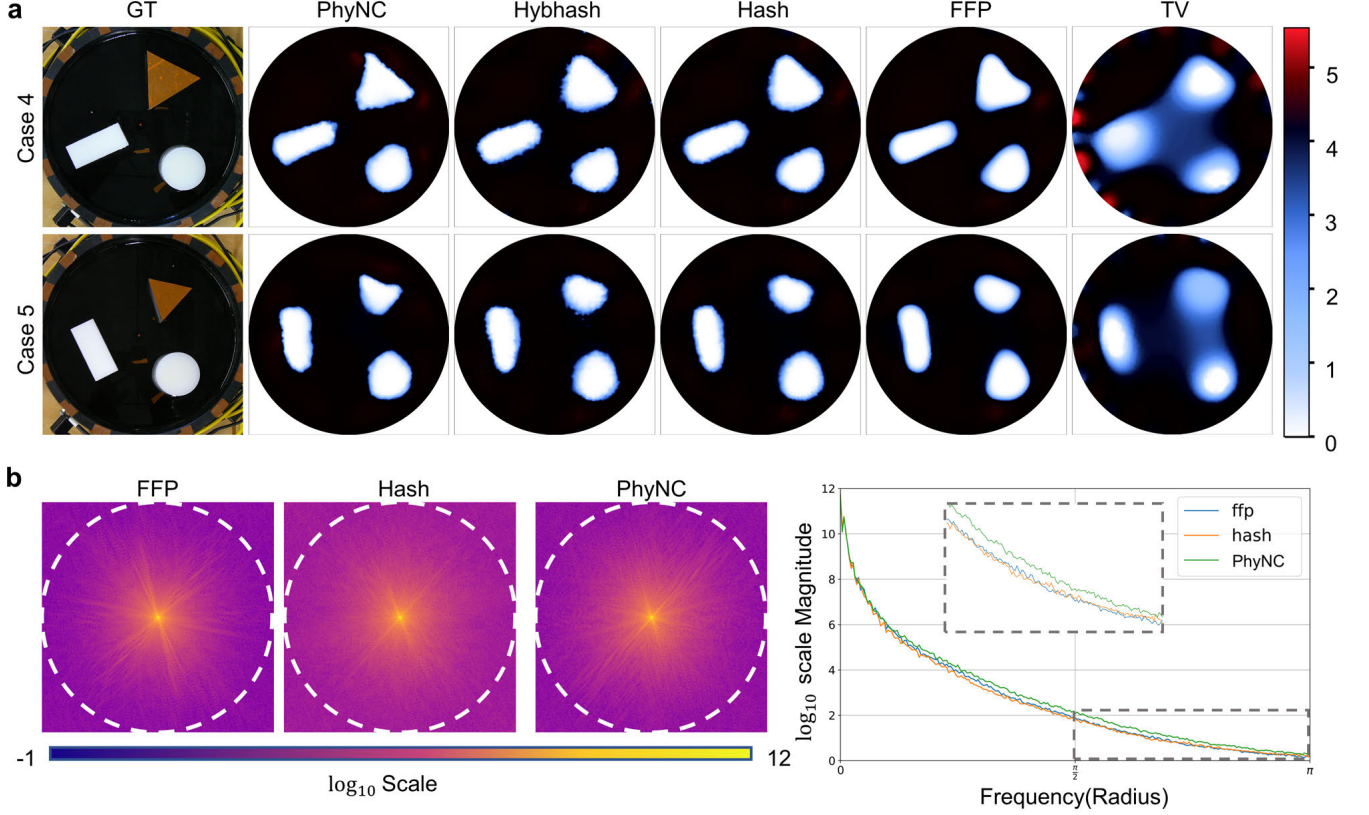 a
GT PhyNC Hybhash Hash FFP TV
Case 4
Case 5
5
4
3
2
1
0
b
FFP Hash PhyNC
-1 12
log₁₀ Scale
12
10
8
6
4
2
0
log₁₀ scale Magnitude
ffp
hash
PhyNC
0 π/2 π
Frequency(Radius)